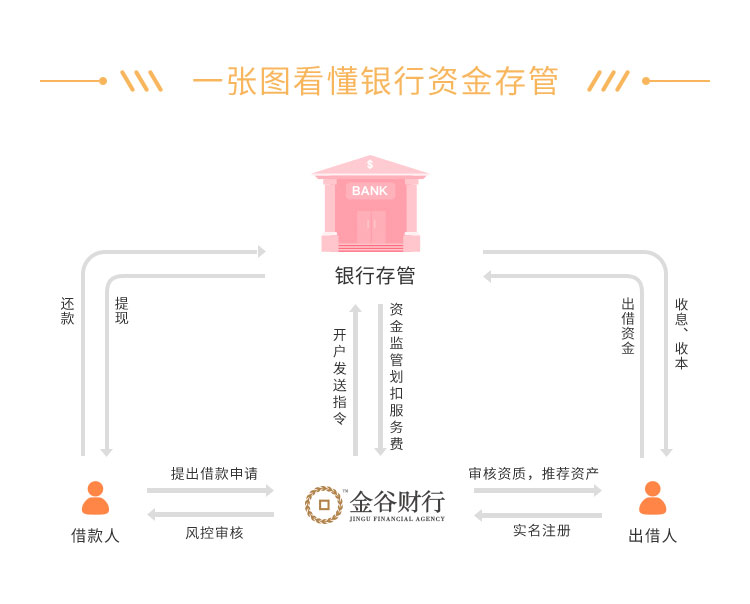 一张图看懂银行资金存管
$
BANK
银行存管
还款
提现
开户发送指令
资金监管划扣服务费
出借资金
收息、收本
提出借款申请
风控审核
借款人
™
金谷财行
JINGU FINANCIAL AGENCY
审核资质，推荐资产
实名注册
出借人